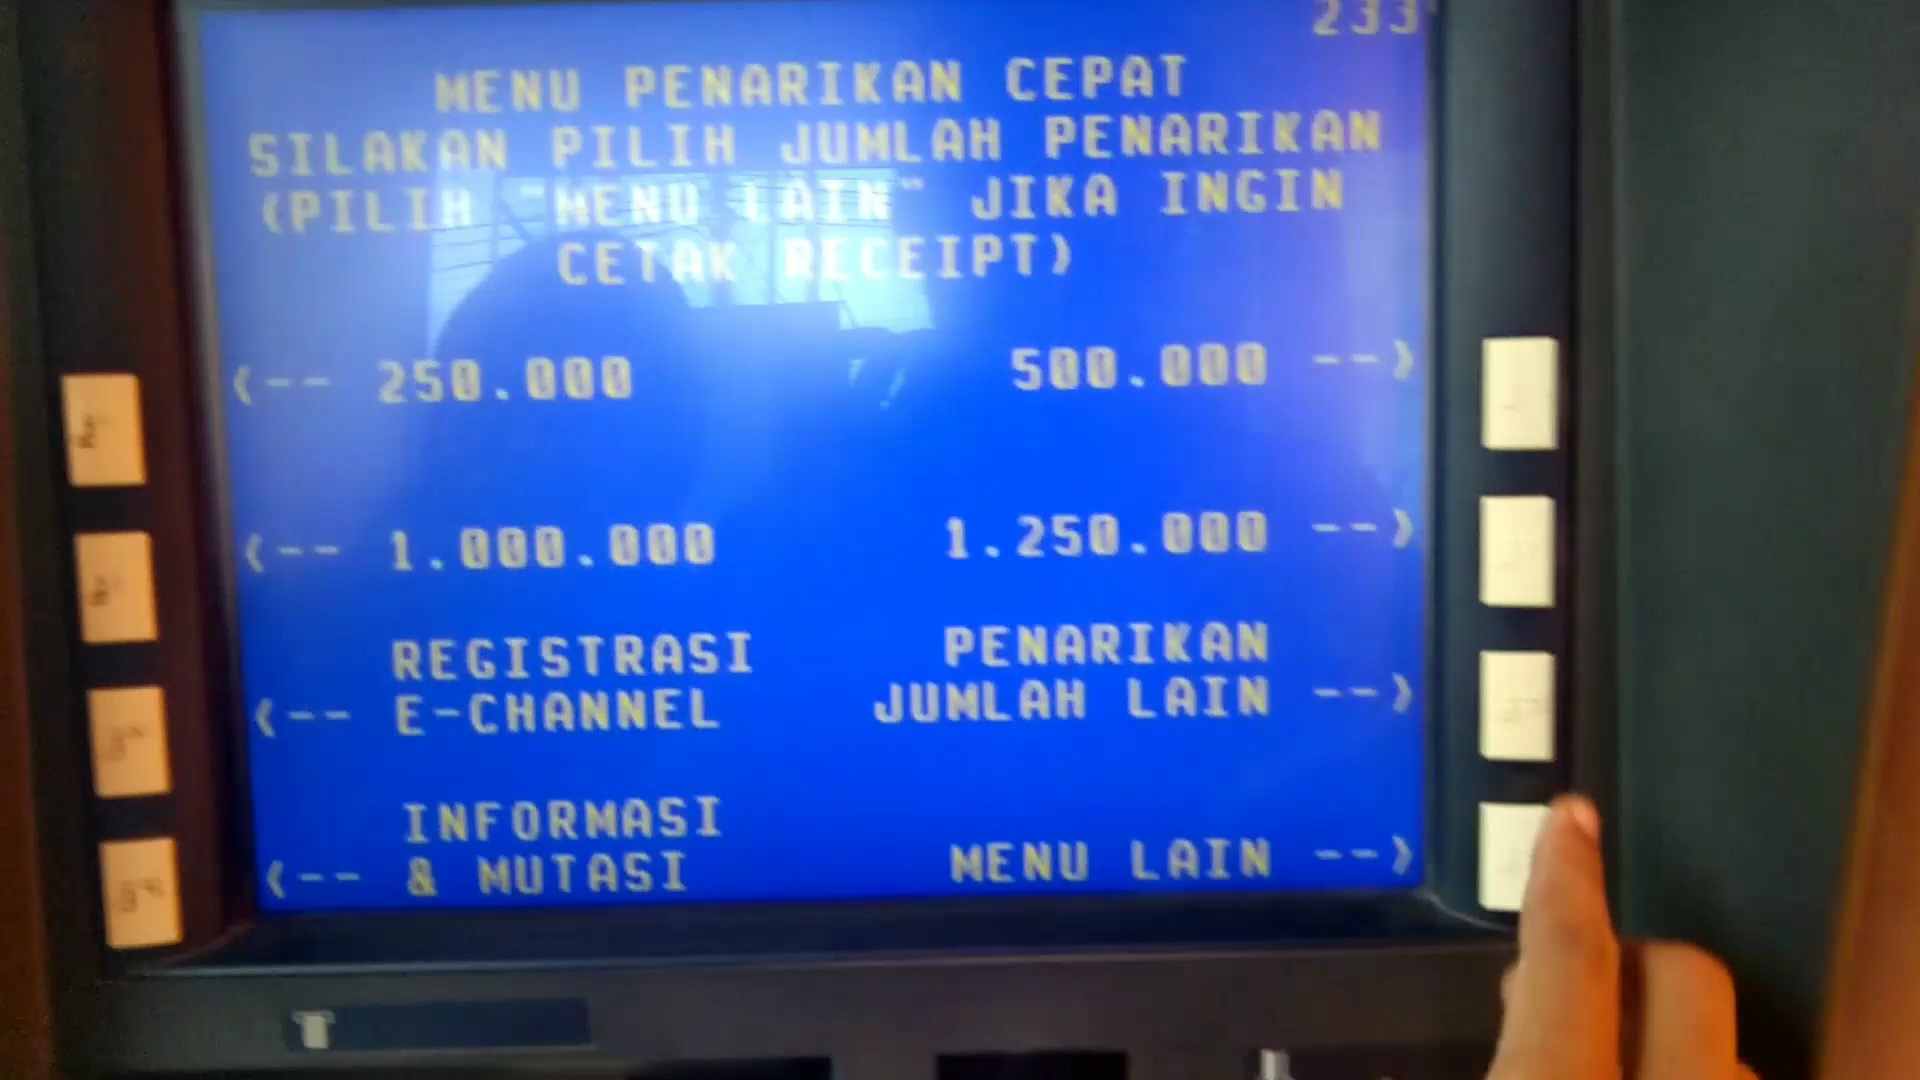 233
MENU PENARIKAN CEPAT
SILAKAN PILIH JUMLAH PENARIKAN
(PILIH "MENU LAIN" JIKA INGIN
CETAK RECEIPT)
<-- 250.000 500.000 -->
<-- 1.000.000 1.250.000 -->
REGISTRASI PENARIKAN
<-- E-CHANNEL JUMLAH LAIN -->
INFORMASI
<-- & MUTASI MENU LAIN -->